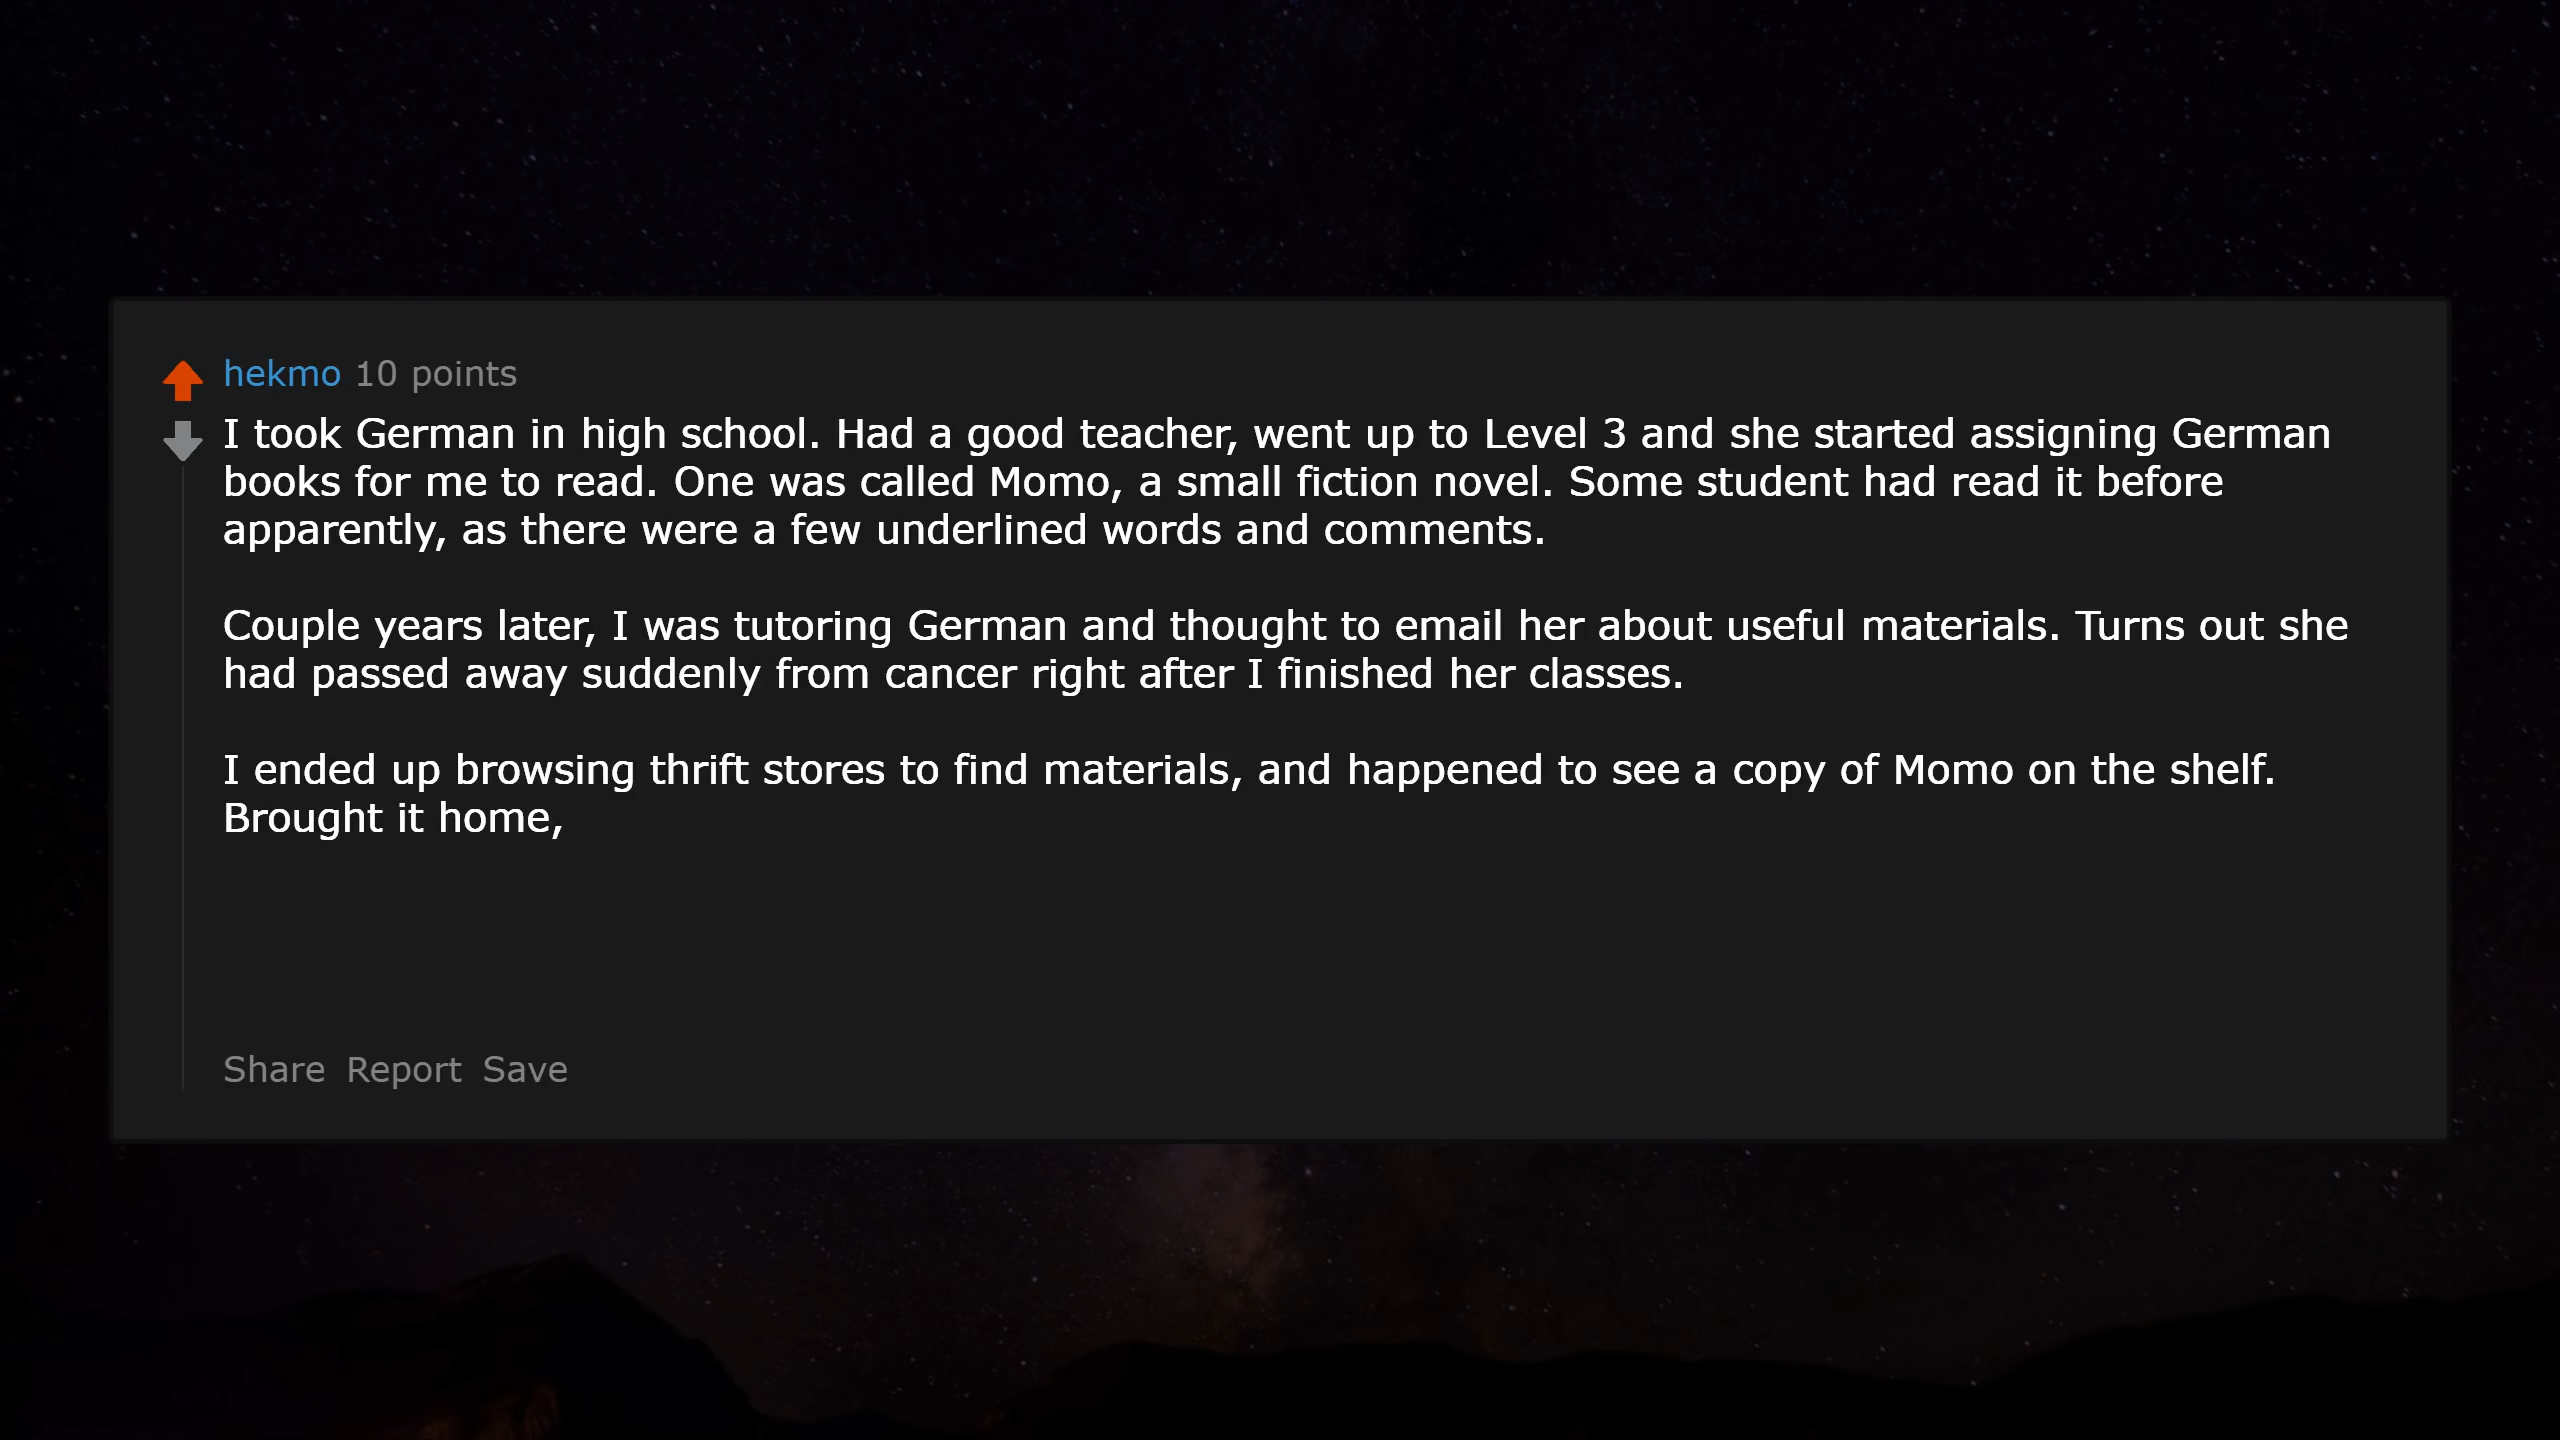 hekmo 10 points
I took German in high school. Had a good teacher, went up to Level 3 and she started assigning German
books for me to read. One was called Momo, a small fiction novel. Some student had read it before
apparently, as there were a few underlined words and comments.
Couple years later, I was tutoring German and thought to email her about useful materials. Turns out she
had passed away suddenly from cancer right after I finished her classes.
I ended up browsing thrift stores to find materials, and happened to see a copy of Momo on the shelf.
Brought it home,
Share Report Save